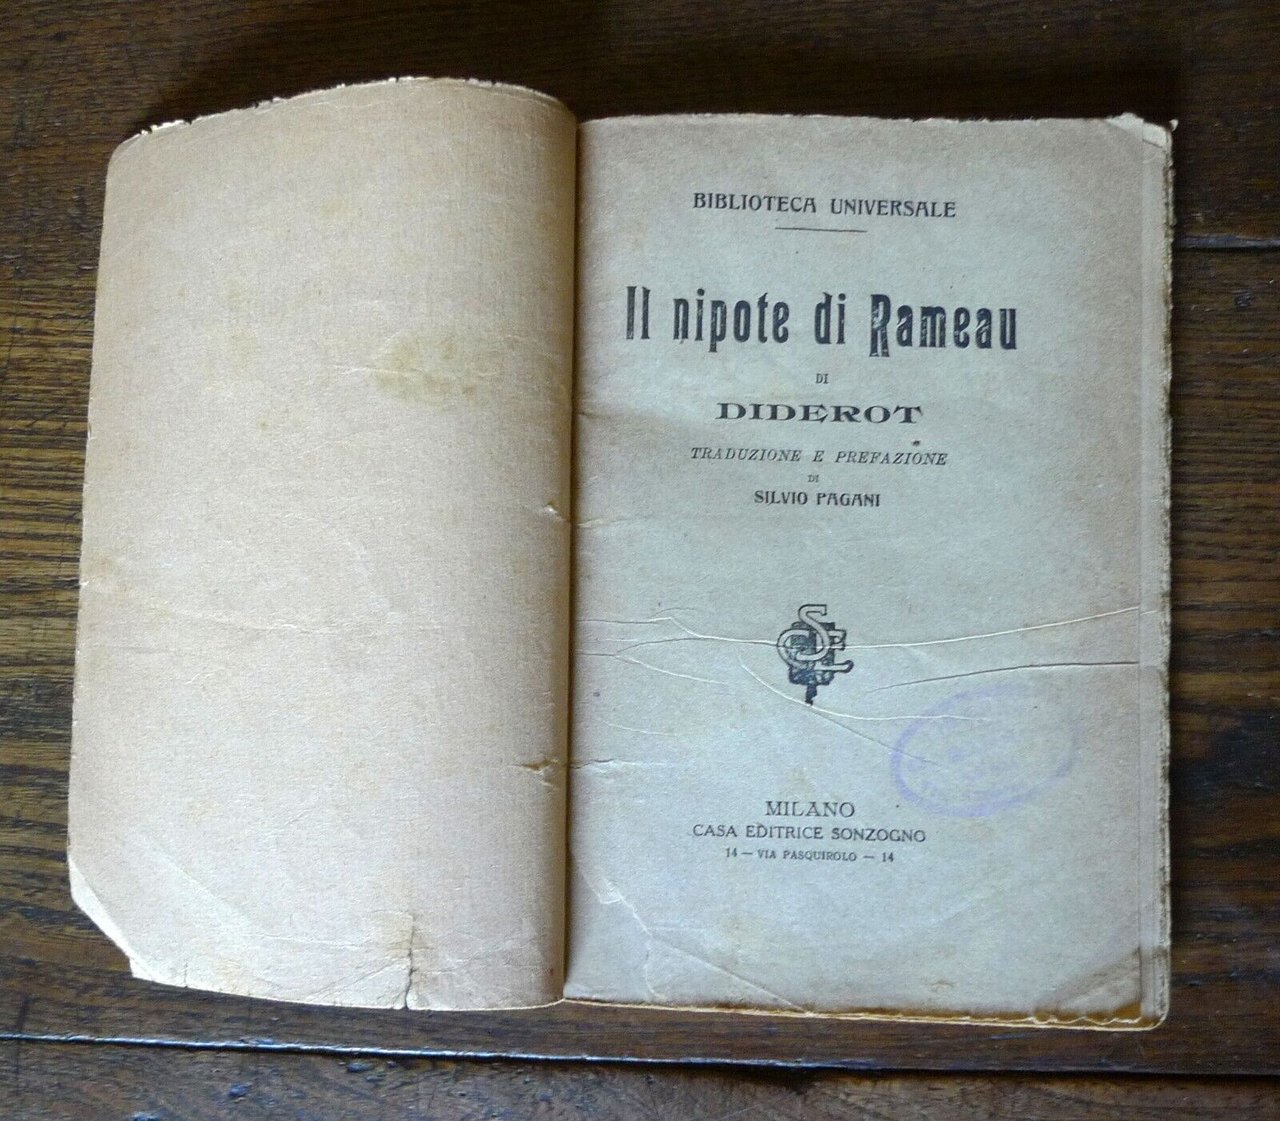 BIBLIOTECA UNIVERSALE
Il nipote di Rameau
DI
DIDEROT
TRADUZIONE E PREFAZIONE
DI
SILVIO PAGANI
SCE
MILANO
CASA EDITRICE SONZOGNO
14 — VIA PASQUIROLO — 14